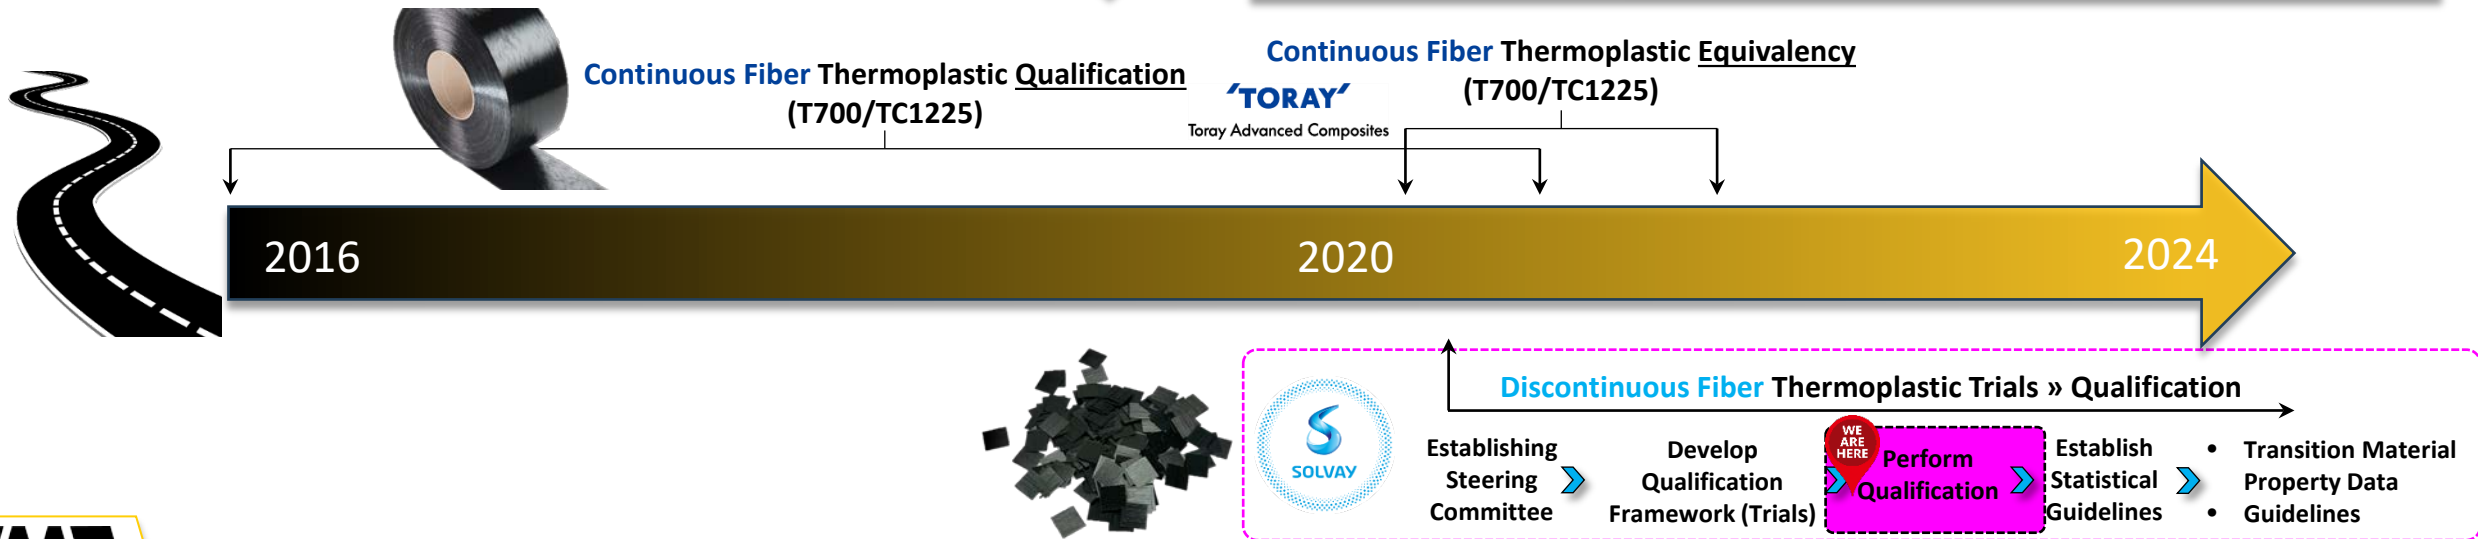 Continuous Fiber Thermoplastic Qualification
(T700/TC1225)
'TORAY'
Toray Advanced Composites
Continuous Fiber Thermoplastic Equivalency
(T700/TC1225)
2016
2020
2024
SOLVAY
Discontinuous Fiber Thermoplastic Trials » Qualification
Establishing
Steering
Committee
Develop
Qualification
Framework (Trials)
WE
ARE
HERE
Perform
Qualification
Establish
Statistical
Guidelines
• Transition Material
Property Data
• Guidelines